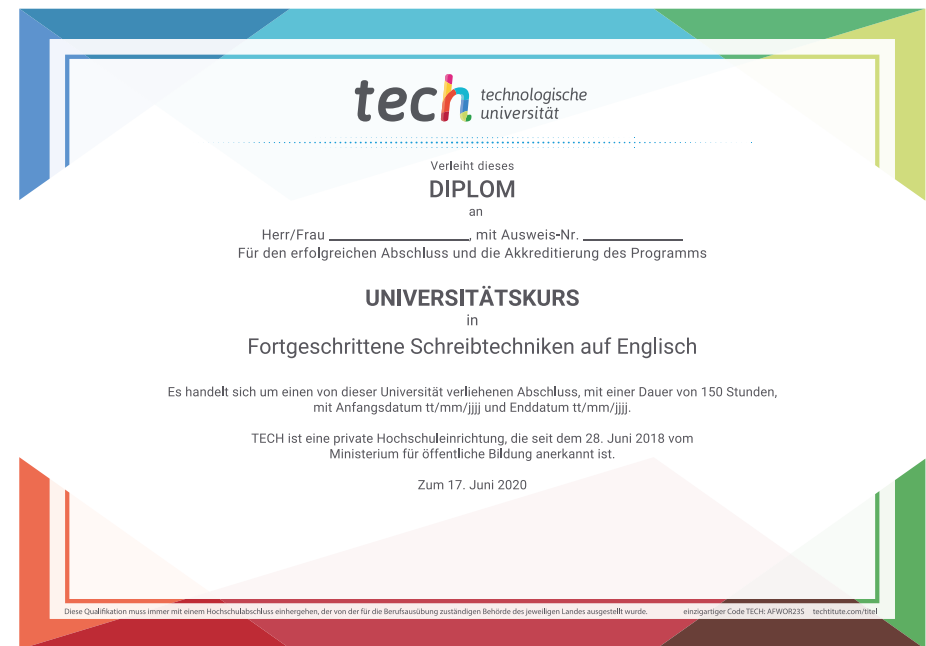 tech technologische
universität
Verleiht dieses
DIPLOM
an
Herr/Frau ____________________, mit Ausweis-Nr. ______________
Für den erfolgreichen Abschluss und die Akkreditierung des Programms
UNIVERSITÄTSKURS
in
Fortgeschrittene Schreibtechniken auf Englisch
Es handelt sich um einen von dieser Universität verliehenen Abschluss, mit einer Dauer von 150 Stunden,
mit Anfangsdatum tt/mm/jjjj und Enddatum tt/mm/jjjj.
TECH ist eine private Hochschuleinrichtung, die seit dem 28. Juni 2018 vom
Ministerium für öffentliche Bildung anerkannt ist.
Zum 17. Juni 2020
Diese Qualifikation muss immer mit einem Hochschulabschluss einhergehen, der von der für die Berufsausübung zuständigen Behörde des jeweiligen Landes ausgestellt wurde. einzigartiger Code TECH: AFWOR23S techtitute.com/titel